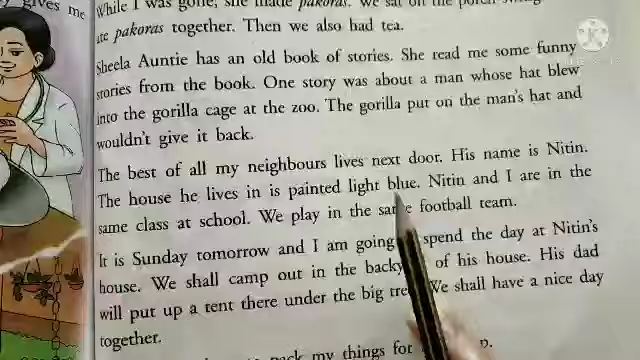 gives me
While I was gone, she made pakoras. We sat on the porch
ate pakoras together. Then we also had tea.
Sheela Auntie has an old book of stories. She read me some funny
stories from the book. One story was about a man whose hat blew
into the gorilla cage at the zoo. The gorilla put on the man's hat and
wouldn't give it back.
The best of all my neighbours lives next door. His name is Nitin.
The house he lives in is painted light blue. Nitin and I are in the
same class at school. We play in the same football team.
It is Sunday tomorrow and I am going spend the day at Nitin's
house. We shall camp out in the backy of his house. His dad
will put up a tent there under the big tre We shall have a nice day
together.
my things for
KINEMASTER